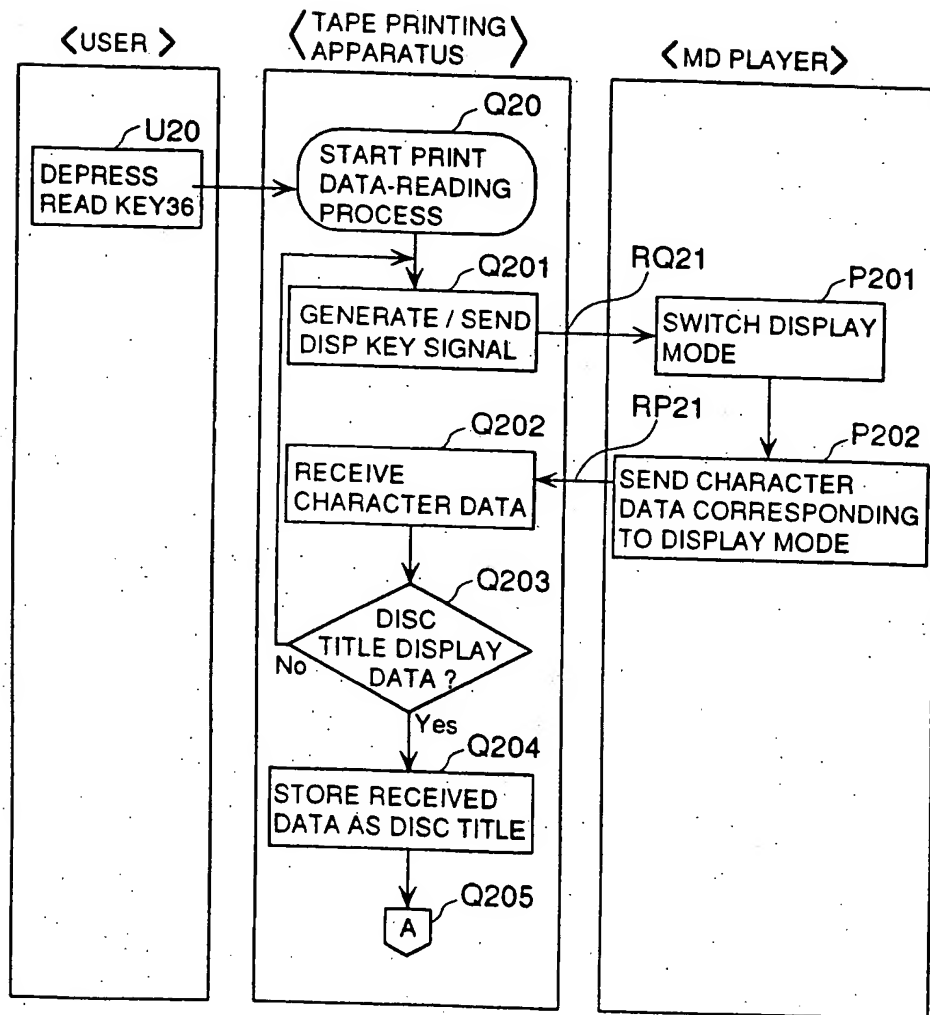 <USER>
<TAPE PRINTING
APPARATUS>
<MD PLAYER>
U20
DEPRESS
READ KEY36
Q20
START PRINT
DATA-READING
PROCESS
Q201
GENERATE / SEND
DISP KEY SIGNAL
RQ21
P201
SWITCH DISPLAY
MODE
Q202
RECEIVE
CHARACTER DATA
RP21
P202
SEND CHARACTER
DATA CORRESPONDING
TO DISPLAY MODE
Q203
DISC
TITLE DISPLAY
DATA ?
No
Yes
Q204
STORE RECEIVED
DATA AS DISC TITLE
Q205
A